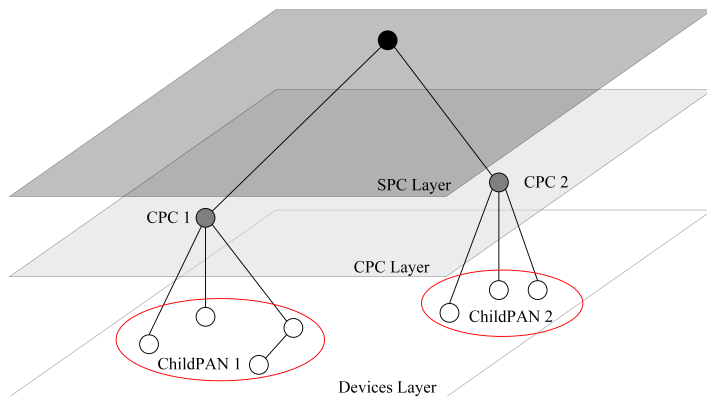 SPC Layer
CPC 2
CPC 1
CPC Layer
ChildPAN 2
ChildPAN 1
Devices Layer